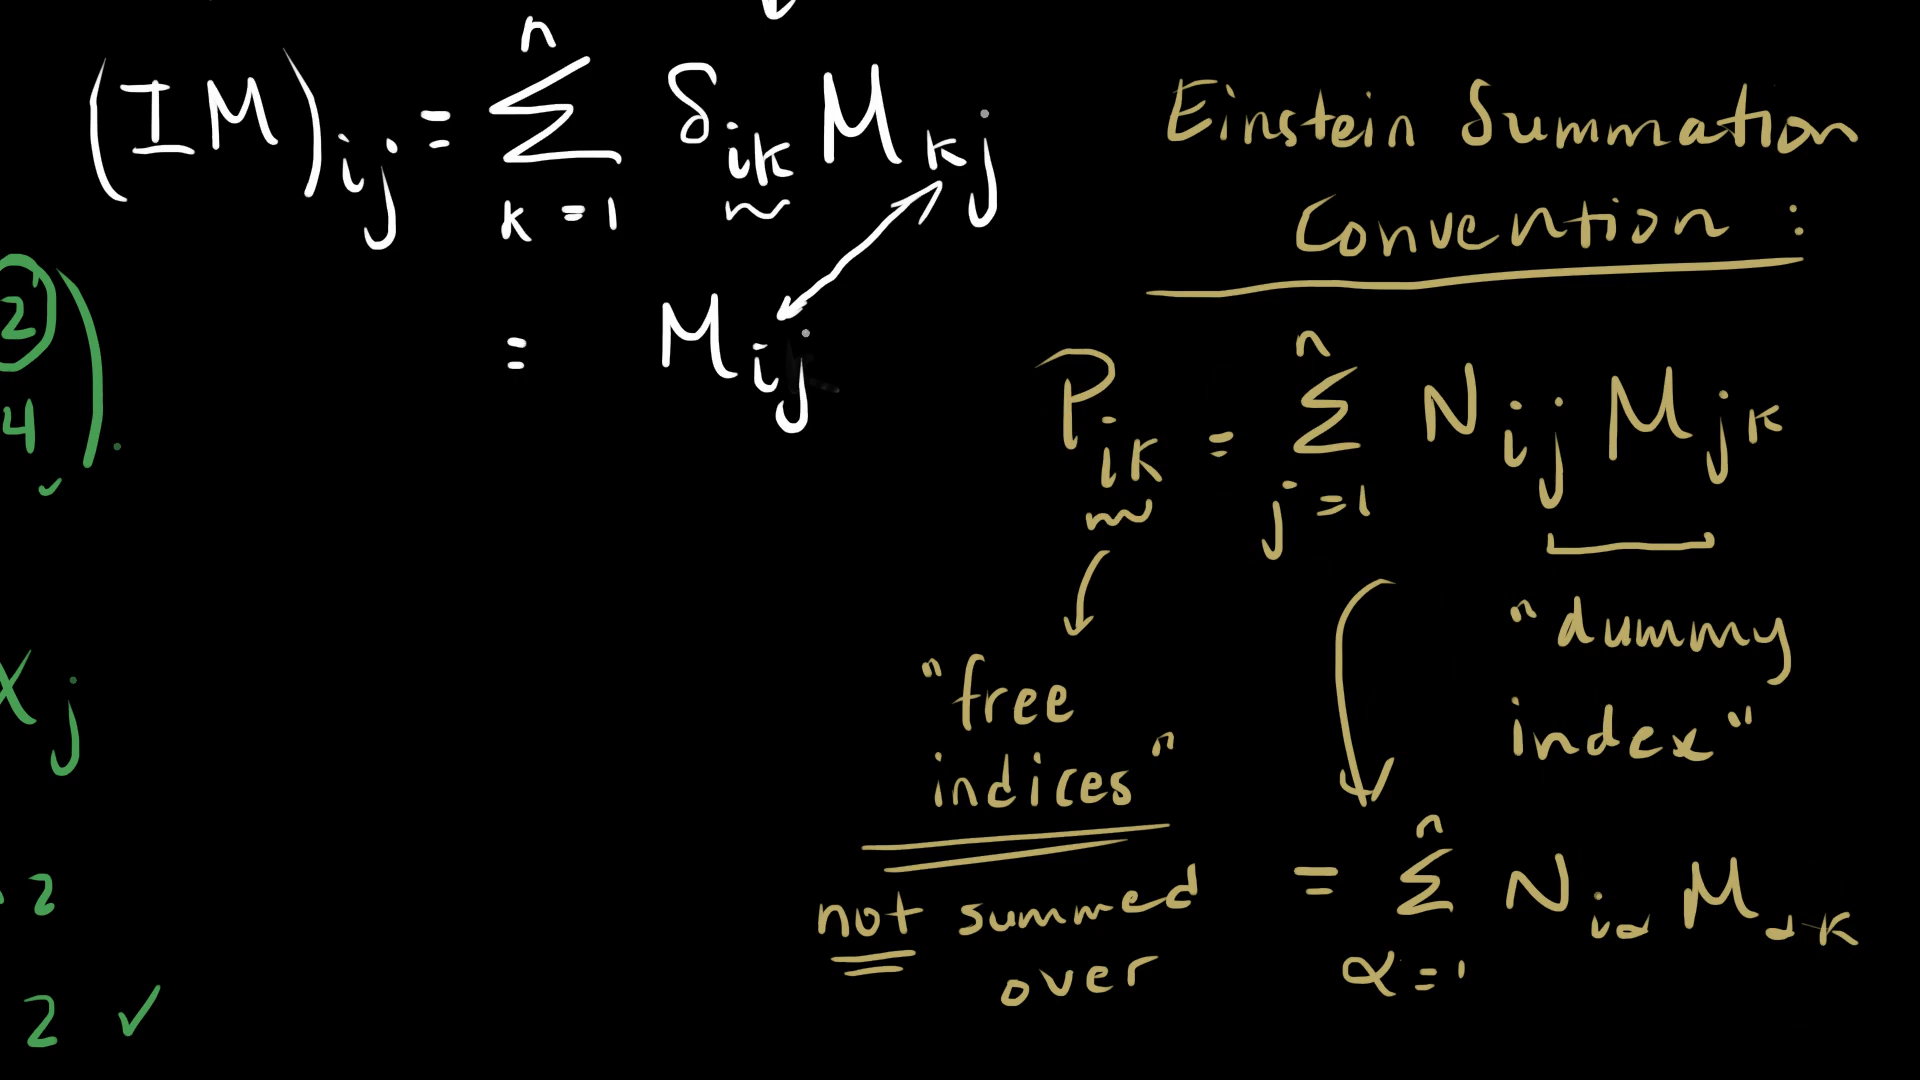 (IM)ij = Σ δik Mkj
n
k = 1
= Mij
2
4
Xj
2
2 ✓
Einstein Summation
Convention :
Pik = Σ Nij Mjk
n
j = 1
"free
indices"
not summed
over
"dummy
index"
= Σ Niα Mαk
n
α = 1